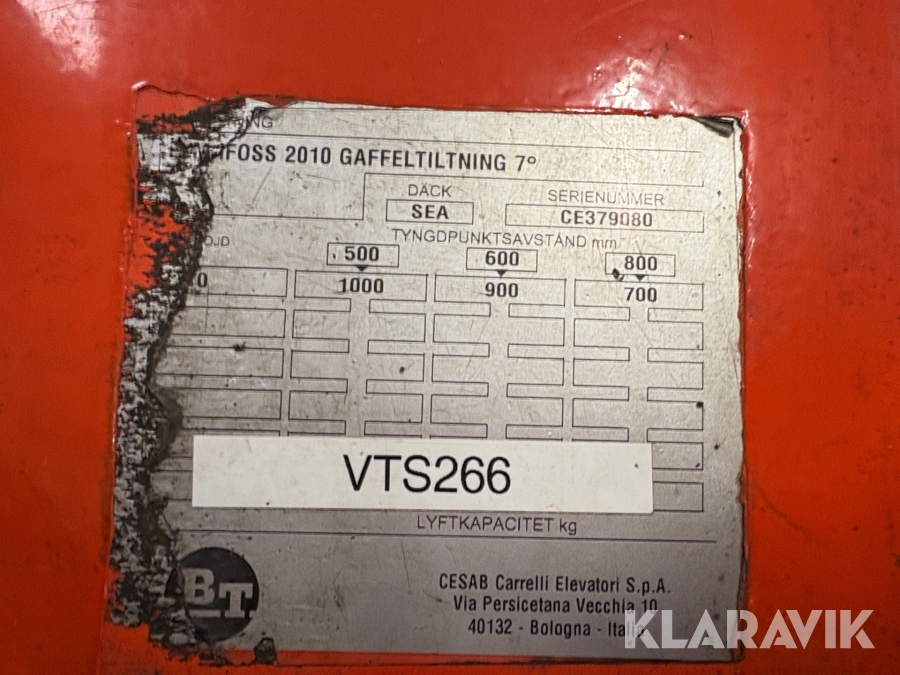 FOSS 2010 GAFFELTILTNING 7°
DÄCK SERIENUMMER
SEA CE379080
TYNGDPUNKTSAVSTÅND mm
500 600 800
1000 900 700
VTS266
LYFTKAPACITET kg
BT
CESAB Carrelli Elevatori S.p.A.
Via Persicetana Vecchia 10
40132 - Bologna - Italia
KLARAVIK